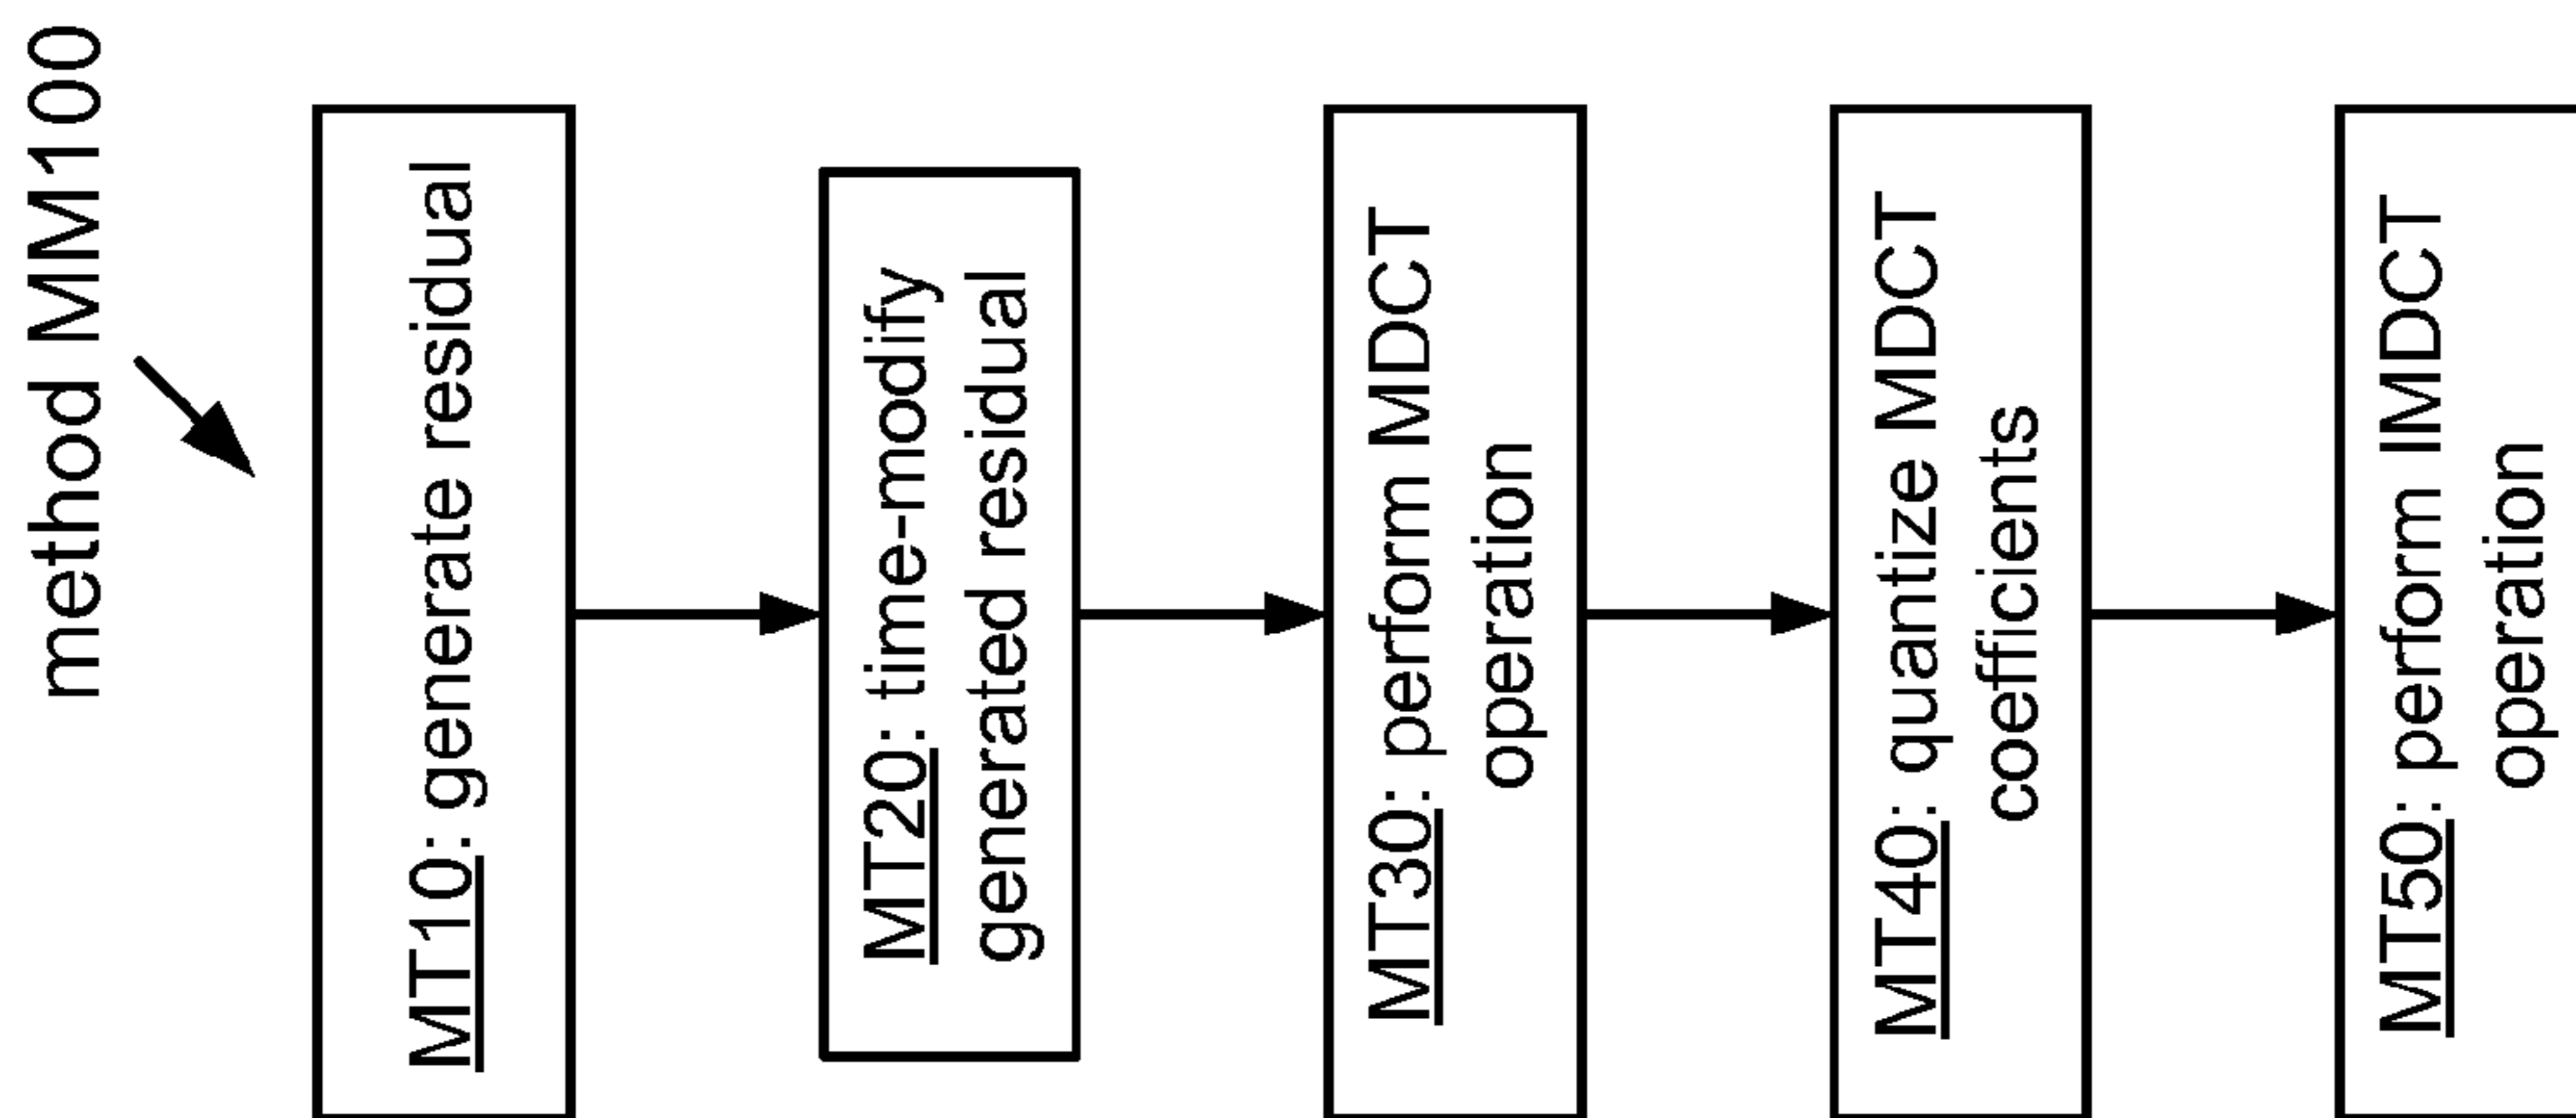 method MM100
MT10: generate residual
MT20: time-modify
generated residual
MT30: perform MDCT
operation
MT40: quantize MDCT
coefficients
MT50: perform IMDCT
operation